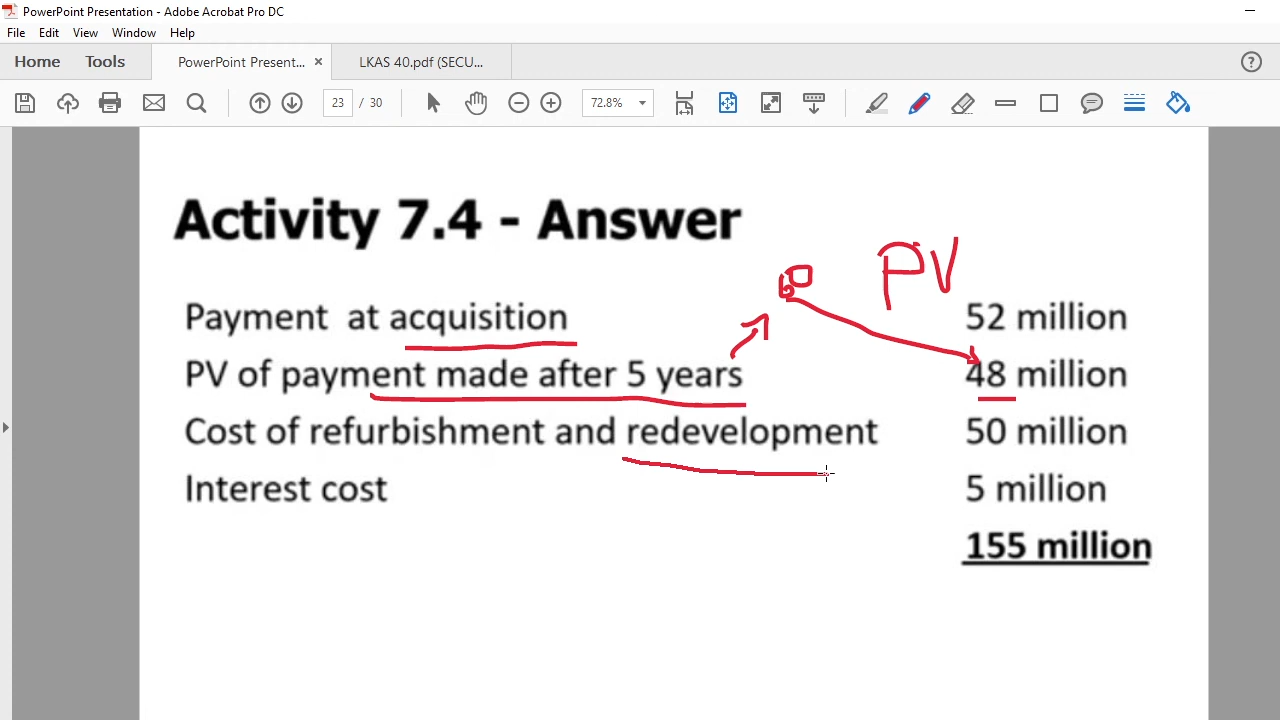 PowerPoint Presentation - Adobe Acrobat Pro DC
File Edit View Window Help
Home Tools PowerPoint Present... × LKAS 40.pdf (SECU...
23 / 30 72.8%
Activity 7.4 - Answer
60 PV
Payment at acquisition 52 million
PV of payment made after 5 years 48 million
Cost of refurbishment and redevelopment 50 million
Interest cost 5 million
155 million